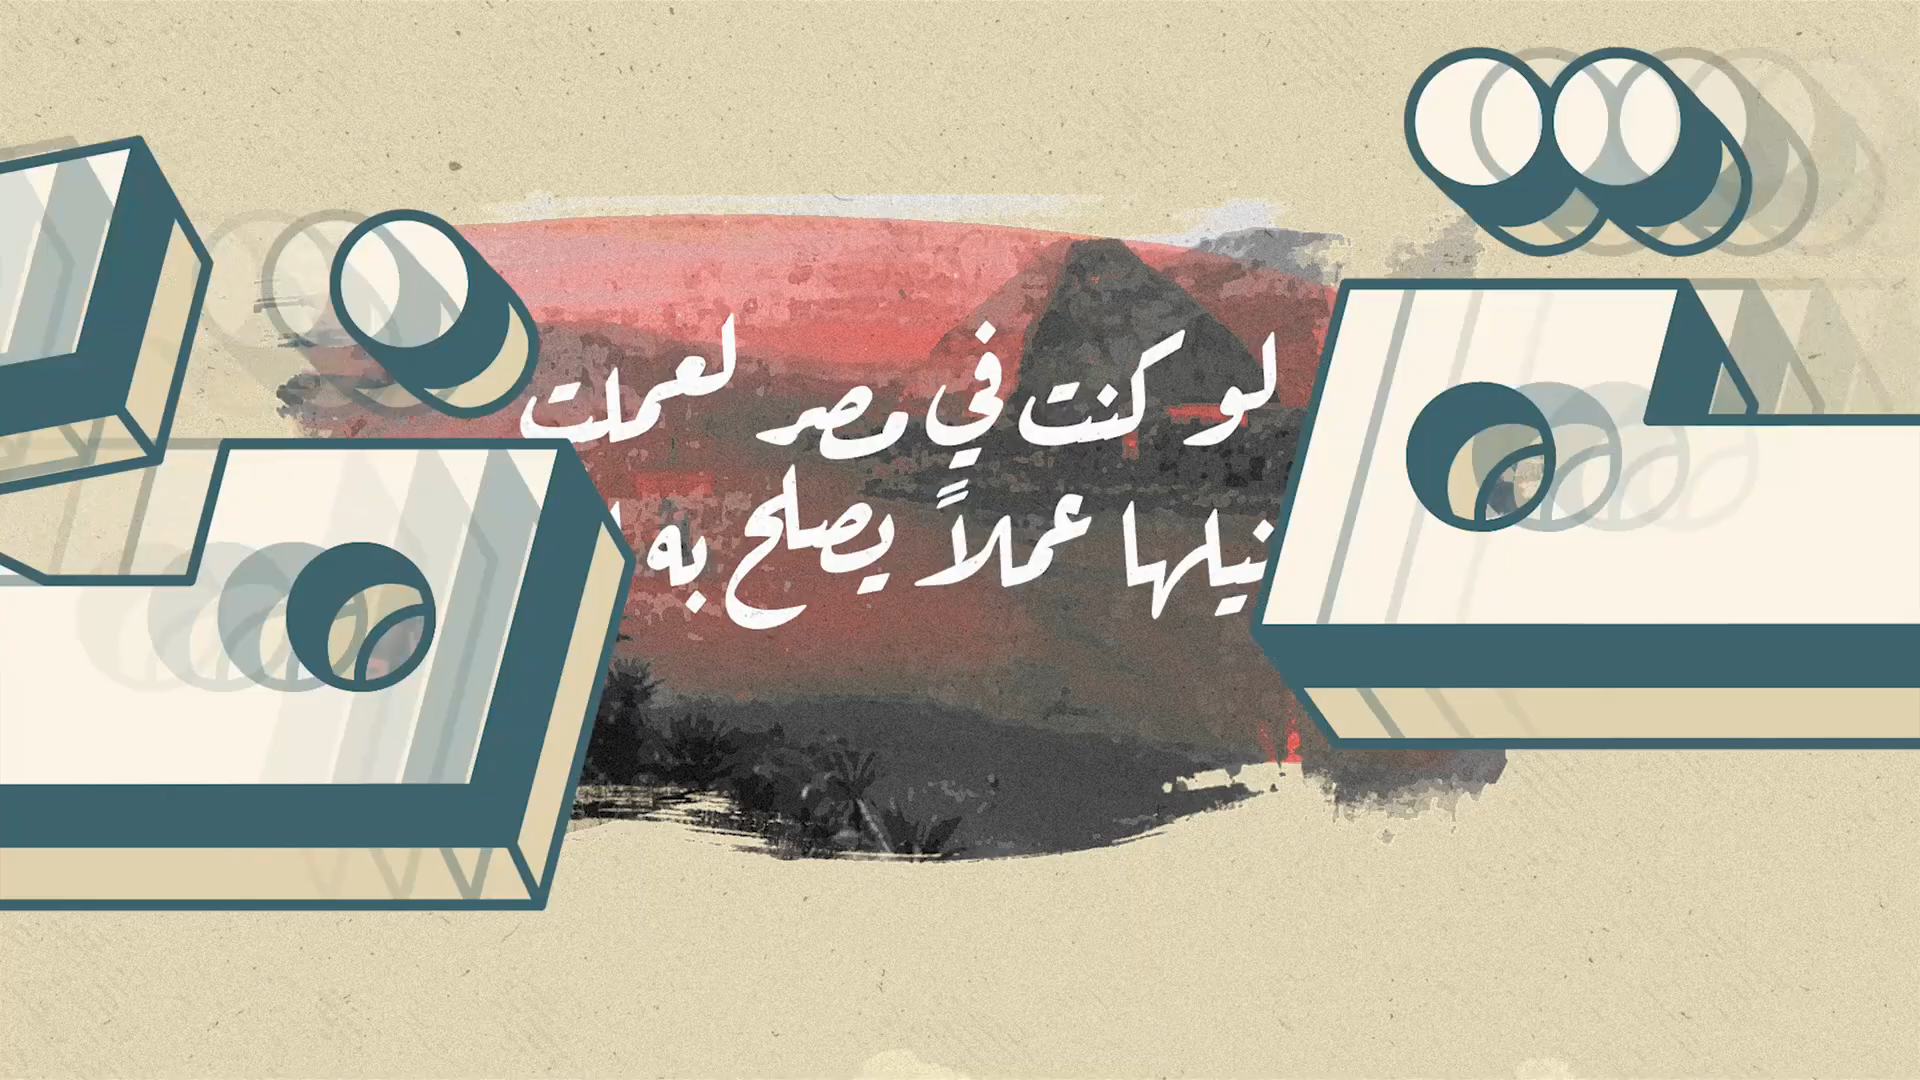 لو كنت في مصر لعملت
نيلها عملاً يصلح به